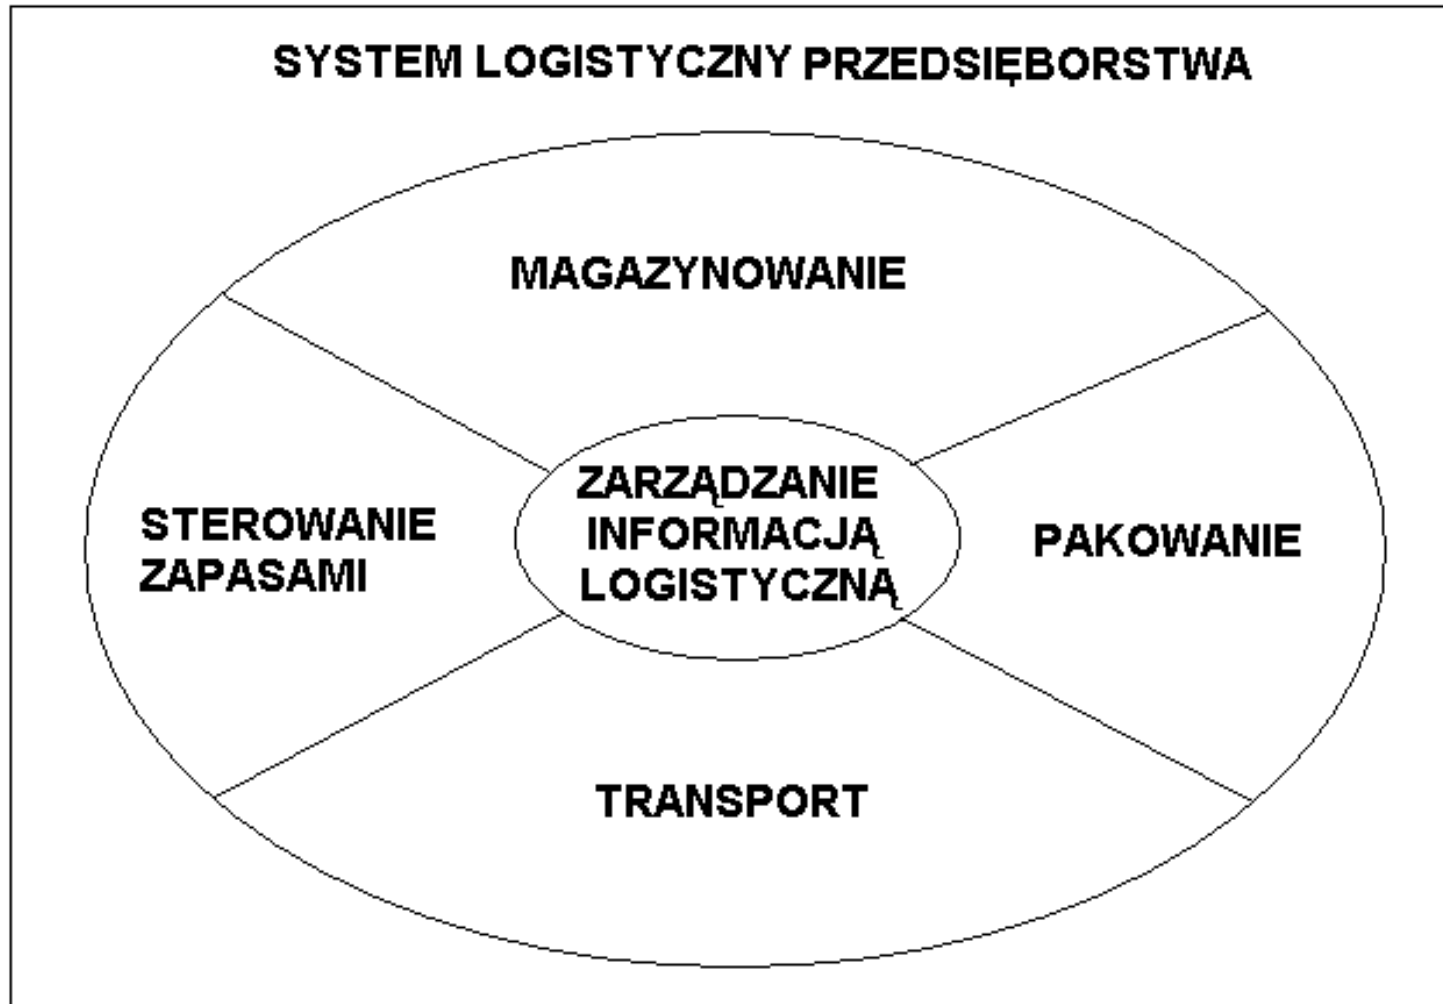 SYSTEM LOGISTYCZNY PRZEDSIĘBORSTWA
MAGAZYNOWANIE
STEROWANIE
ZAPASAMI
ZARZĄDZANIE
INFORMACJĄ
LOGISTYCZNĄ
PAKOWANIE
TRANSPORT